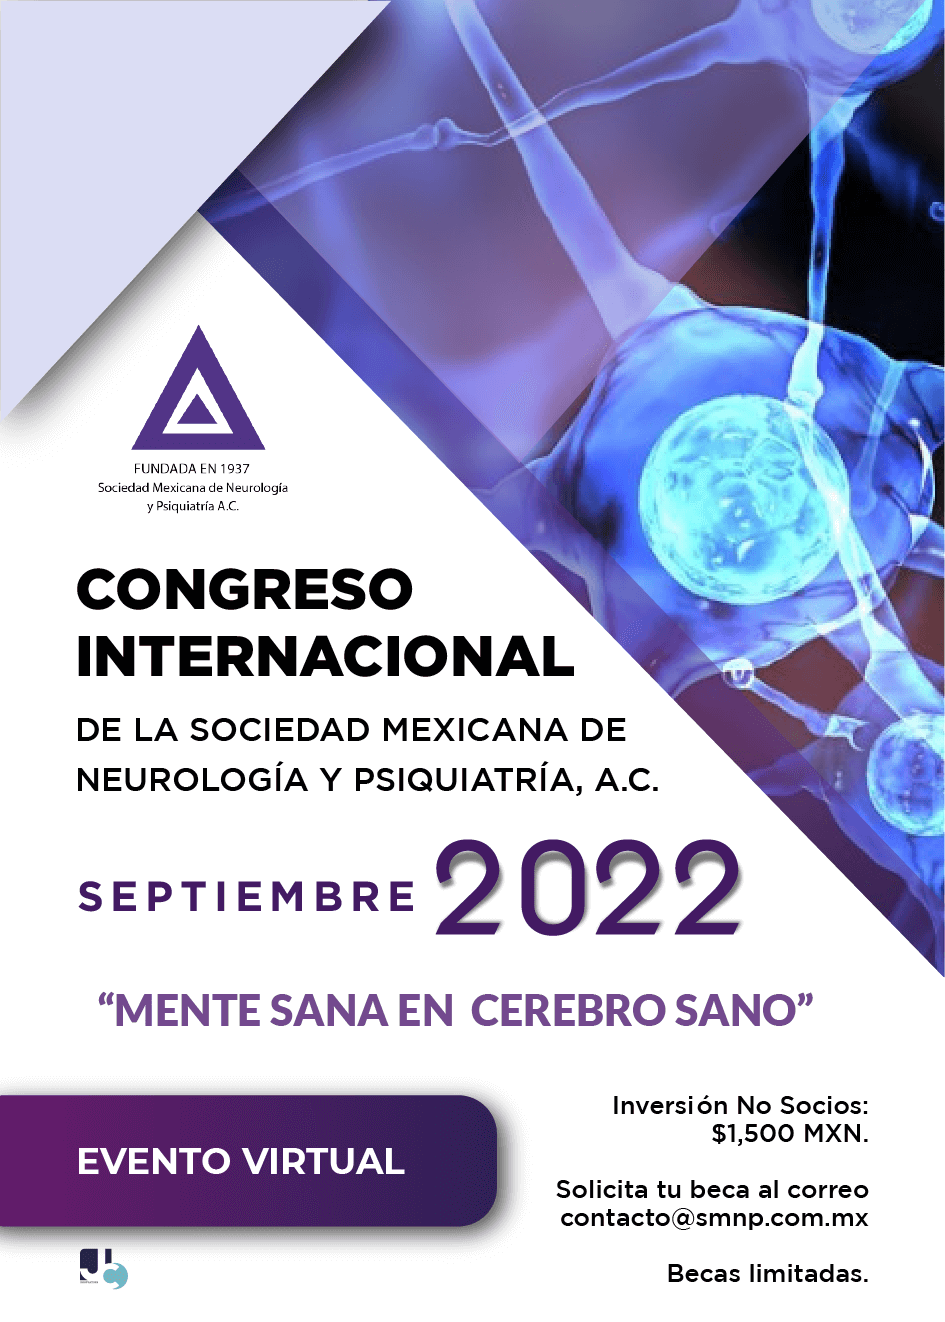 FUNDADA EN 1937
Sociedad Mexicana de Neurología
y Psiquiatría A.C.
CONGRESO
INTERNACIONAL
DE LA SOCIEDAD MEXICANA DE
NEUROLOGÍA Y PSIQUIATRÍA, A.C.
SEPTIEMBRE 2022
“MENTE SANA EN CEREBRO SANO”
EVENTO VIRTUAL
Inversión No Socios:
$1,500 MXN.
Solicita tu beca al correo
contacto@smnp.com.mx
Becas limitadas.